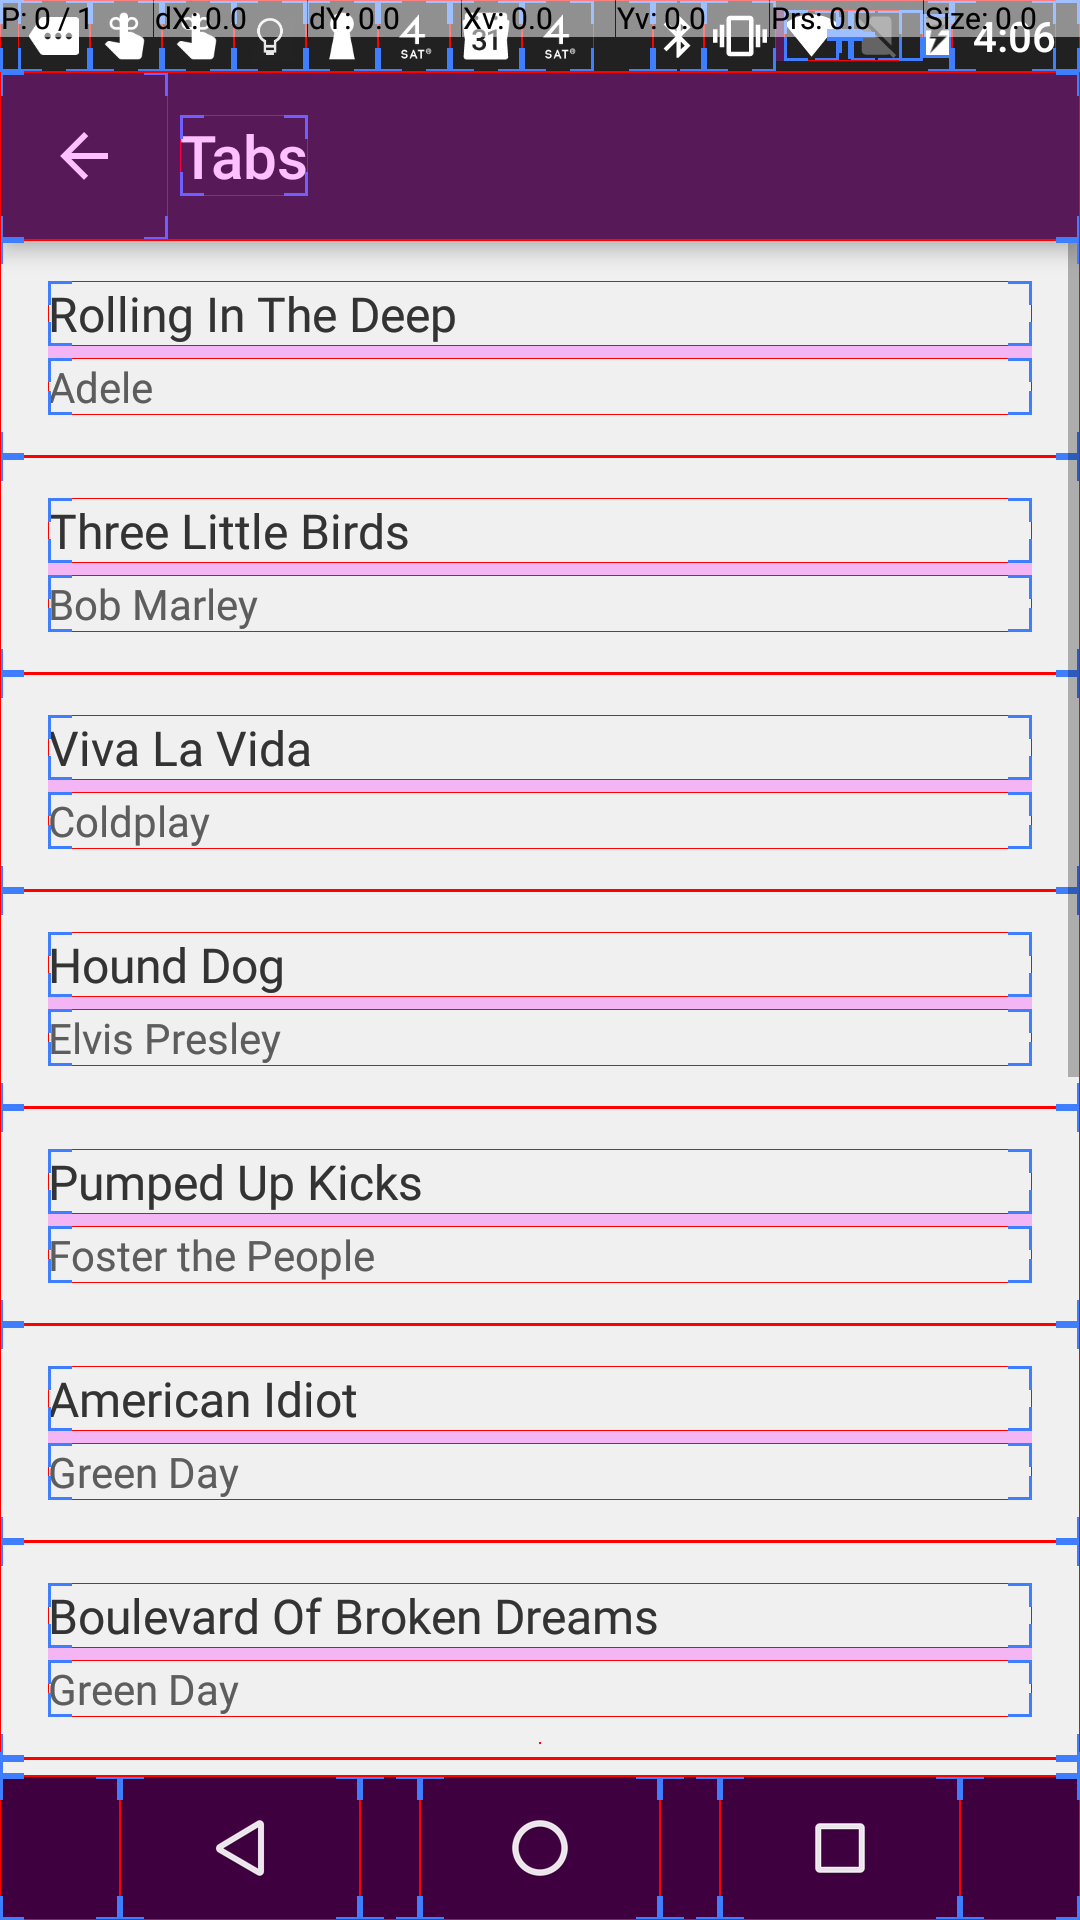 P: 0 / 1 dX: 0.0 dY: 0.0 Xv: 0.0 Yv: 0.0 Prs: 0.0 Size: 0.0
4 SAT® 31 4 SAT® 4:06
Tabs
Rolling In The Deep
Adele
Three Little Birds
Bob Marley
Viva La Vida
Coldplay
Hound Dog
Elvis Presley
Pumped Up Kicks
Foster the People
American Idiot
Green Day
Boulevard Of Broken Dreams
Green Day